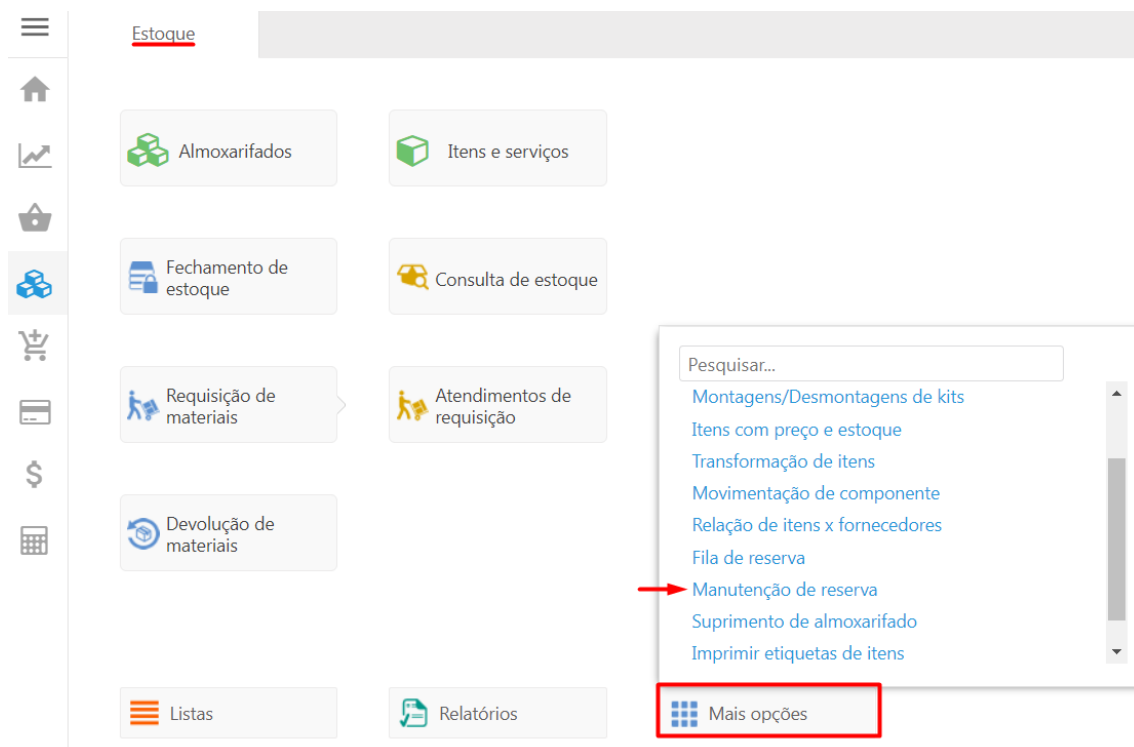 Estoque
Almoxarifados
Itens e serviços
Fechamento de
estoque
Consulta de estoque
Requisição de
materiais
Atendimentos de
requisição
Devolução de
materiais
Pesquisar...
Montagens/Desmontagens de kits
Itens com preço e estoque
Transformação de itens
Movimentação de componente
Relação de itens x fornecedores
Fila de reserva
Manutenção de reserva
Suprimento de almoxarifado
Imprimir etiquetas de itens
Listas
Relatórios
Mais opções